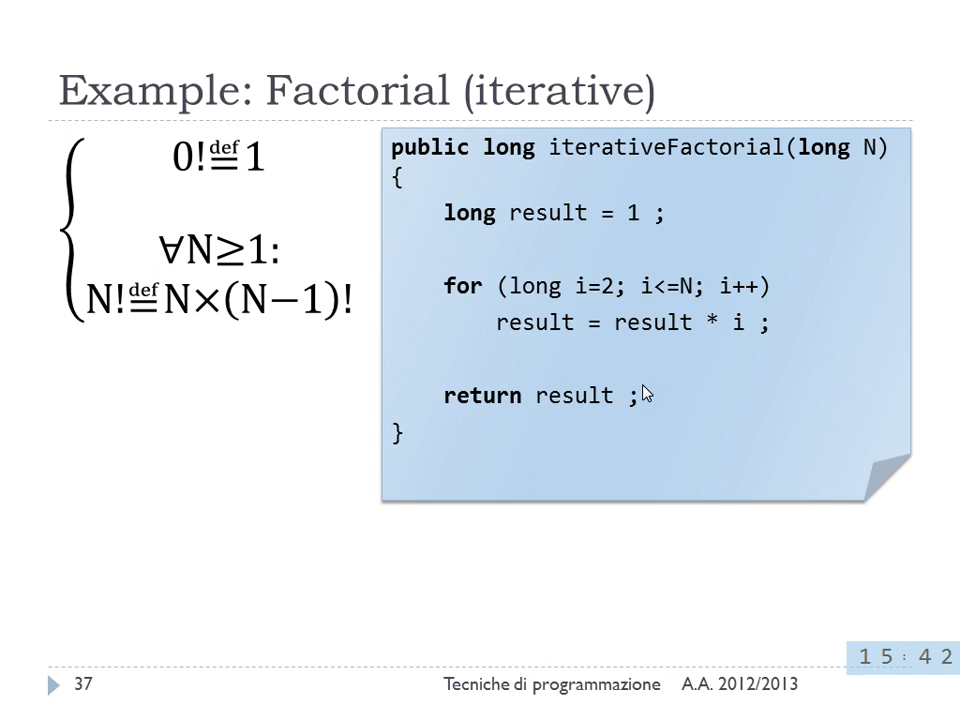 Example: Factorial (iterative)
0!≝1
∀N≥1:
N!≝N×(N−1)!
public long iterativeFactorial(long N)
{
long result = 1 ;
for (long i=2; i<=N; i++)
result = result * i ;
return result ;
}
15:42
37
Tecniche di programmazione A.A. 2012/2013